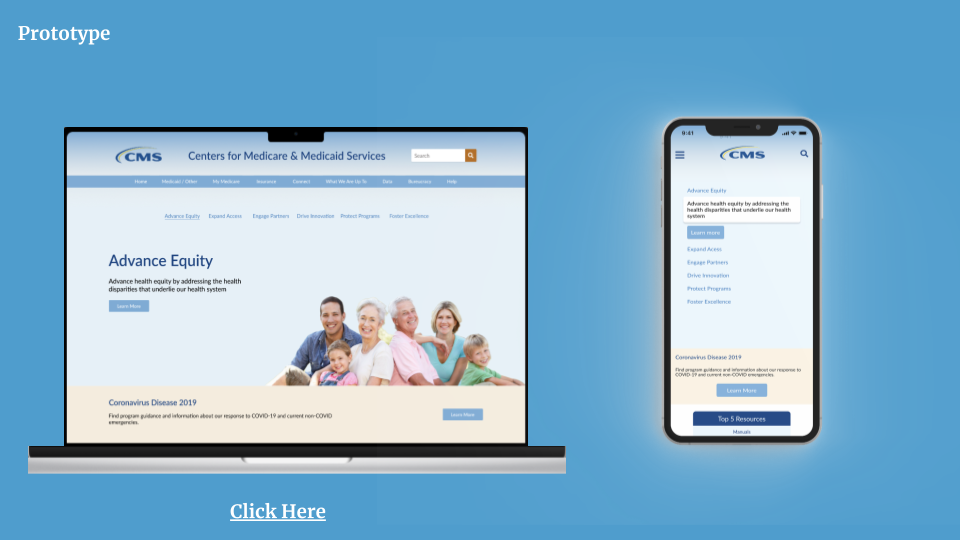 Prototype
CMS
Centers for Medicare & Medicaid Services
Search
Home Medicaid / Other My Medicare Insurance Connect What We Are Up To Data Help
Advance Equity Expand Access Engage Partners Drive Innovation Protect Programs Foster Excellence
Advance Equity
Advance health equity by addressing the health
disparities that underlie our health system
Learn More
Coronavirus Disease 2019
Find program guidance and information about our response to COVID-19 and current non-COVID
emergencies.
Learn More
Click Here
9:41
CMS
Advance Equity
Advance health equity by addressing the
health disparities that underlie our health
system
Learn more
Expand Acess
Engage Partners
Drive Innovation
Protect Programs
Foster Excellence
Coronavirus Disease 2019
Find program guidance and information about our response to
COVID-19 and current non-COVID emergencies.
Learn More
Top 5 Resources
Manuals